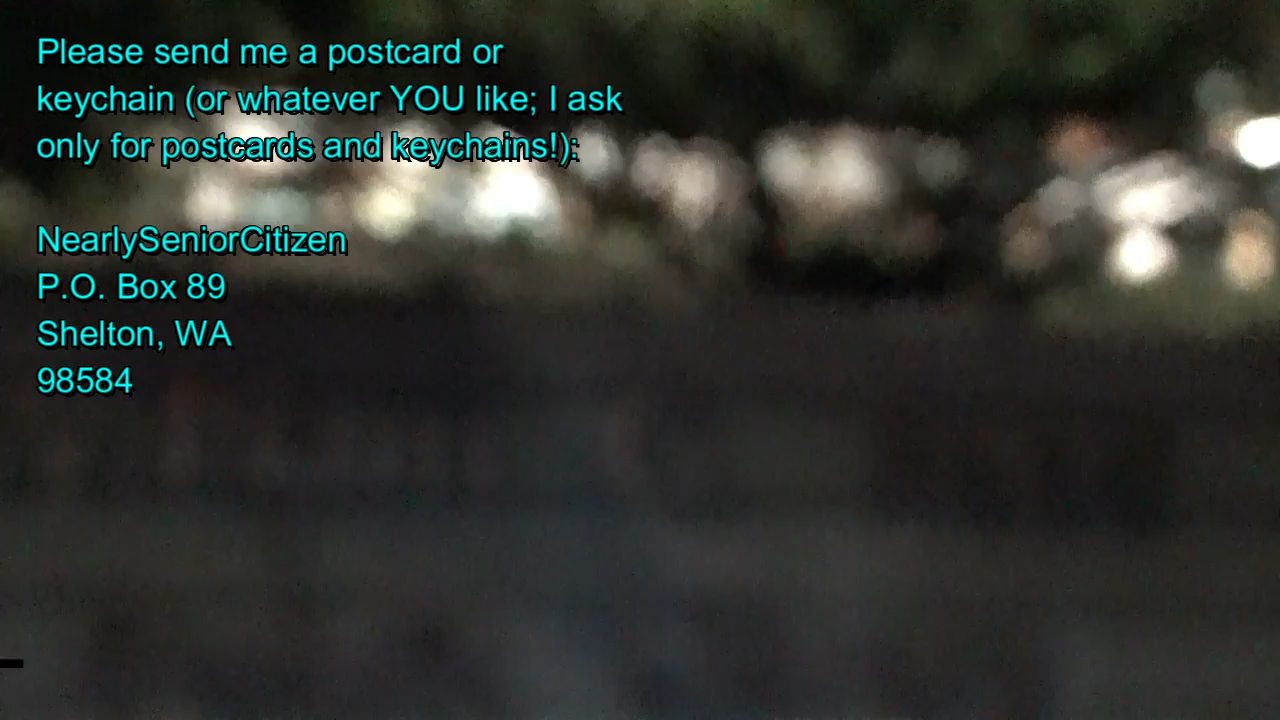 Please send me a postcard or
keychain (or whatever YOU like; I ask
only for postcards and keychains!):
NearlySeniorCitizen
P.O. Box 89
Shelton, WA
98584